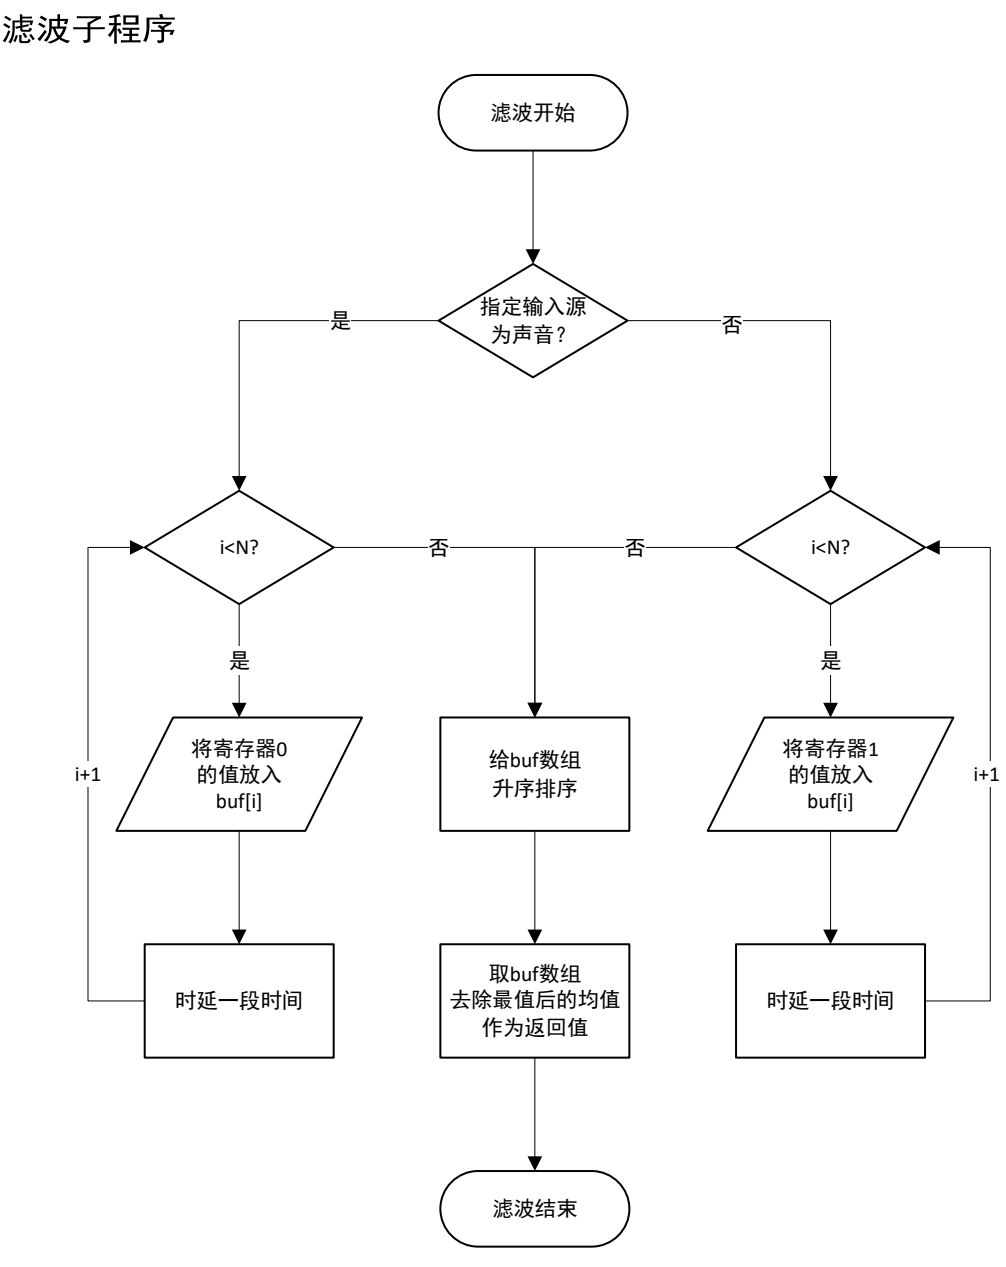 滤波子程序
滤波开始
指定输入源
为声音？
是
否
i<N?
否
否
i<N?
是
是
将寄存器0
的值放入
buf[i]
给buf数组
升序排序
将寄存器1
的值放入
buf[i]
i+1
i+1
时延一段时间
取buf数组
去除最值后的均值
作为返回值
时延一段时间
滤波结束